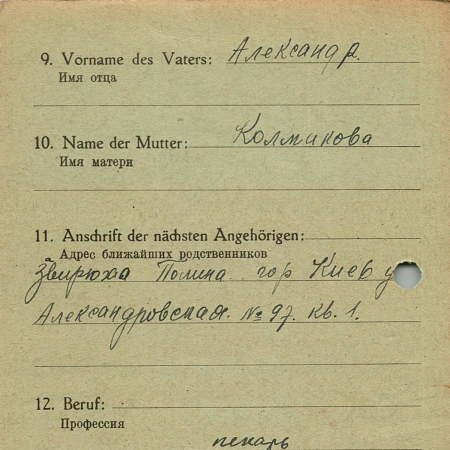 9. Vorname des Vaters: Александр.
Имя отца
10. Name der Mutter: Колмакова
Имя матери
11. Anschrift der nächsten Angehörigen:
Адрес ближайших родственников
Звирюха Полина гор Киев у
Александровская. № 97. кв. 1.
12. Beruf:
Профессия
пекарь